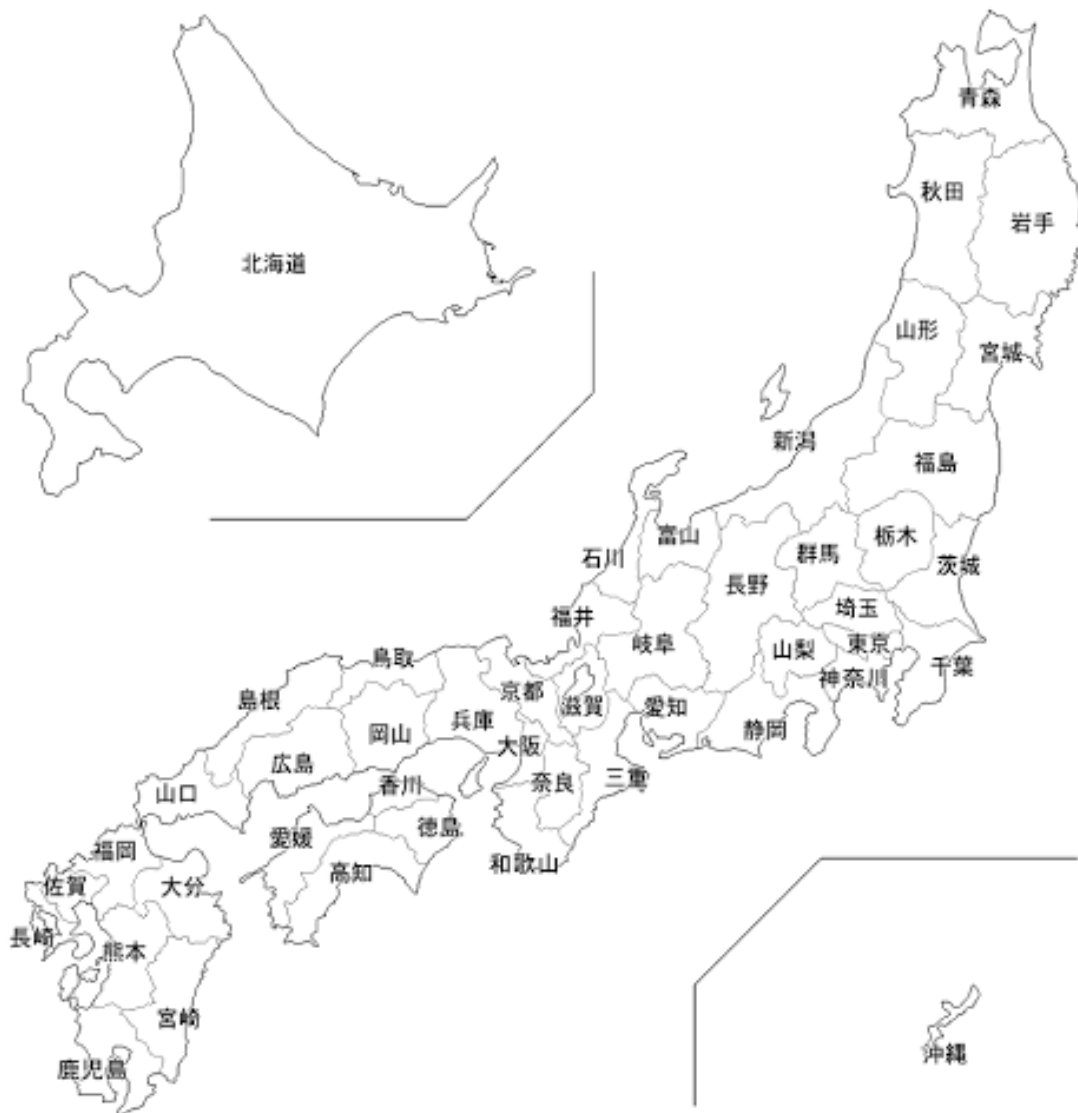 青森
秋田
岩手
北海道
山形
宮城
新潟
福島
栃木
富山
群馬
石川
茨城
長野
埼玉
福井
岐阜
山梨
東京
千葉
鳥取
神奈川
京都
島根
滋賀
愛知
兵庫
静岡
岡山
大阪
広島
奈良
三重
香川
山口
徳島
愛媛
福岡
和歌山
高知
佐賀
大分
長崎
熊本
宮崎
沖縄
鹿児島